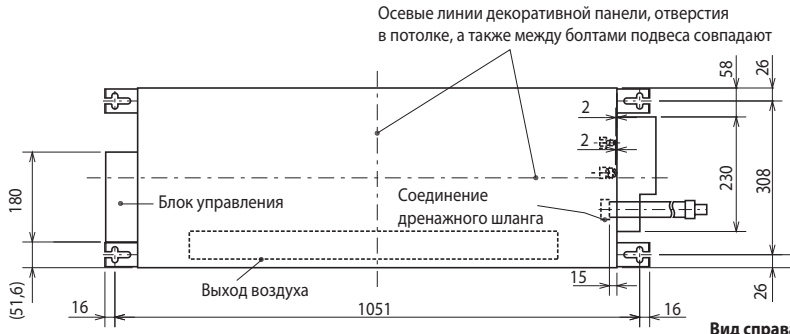 Осевые линии декоративной панели, отверстия
в потолке, а также между болтами подвеса совпадают
58
26
2
2
180
230
308
Блок управления
Соединение
дренажного шланга
(51,6)
Выход воздуха
15
26
16
1051
16
Вид справа